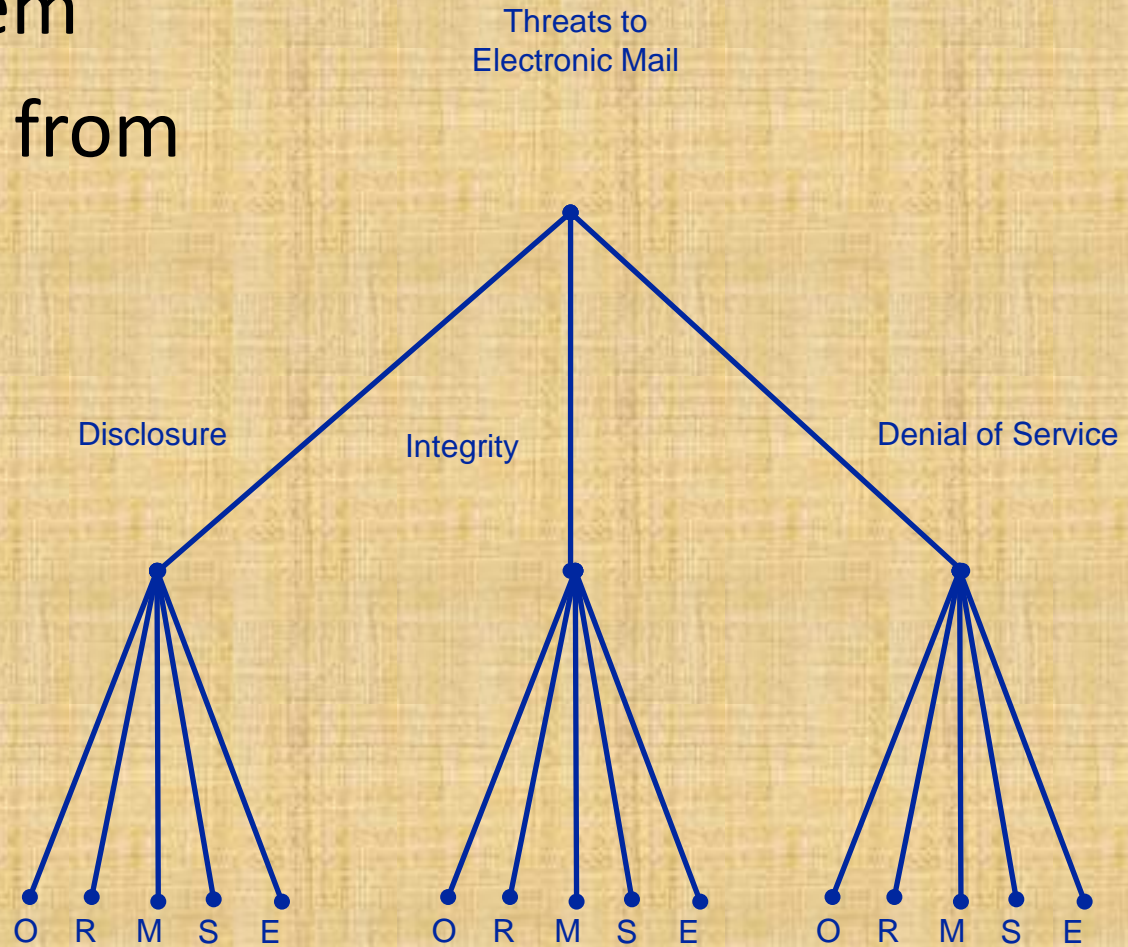 em
from
Threats to
Electronic Mail
Disclosure
Integrity
Denial of Service
O R M S E O R M S E O R M S E